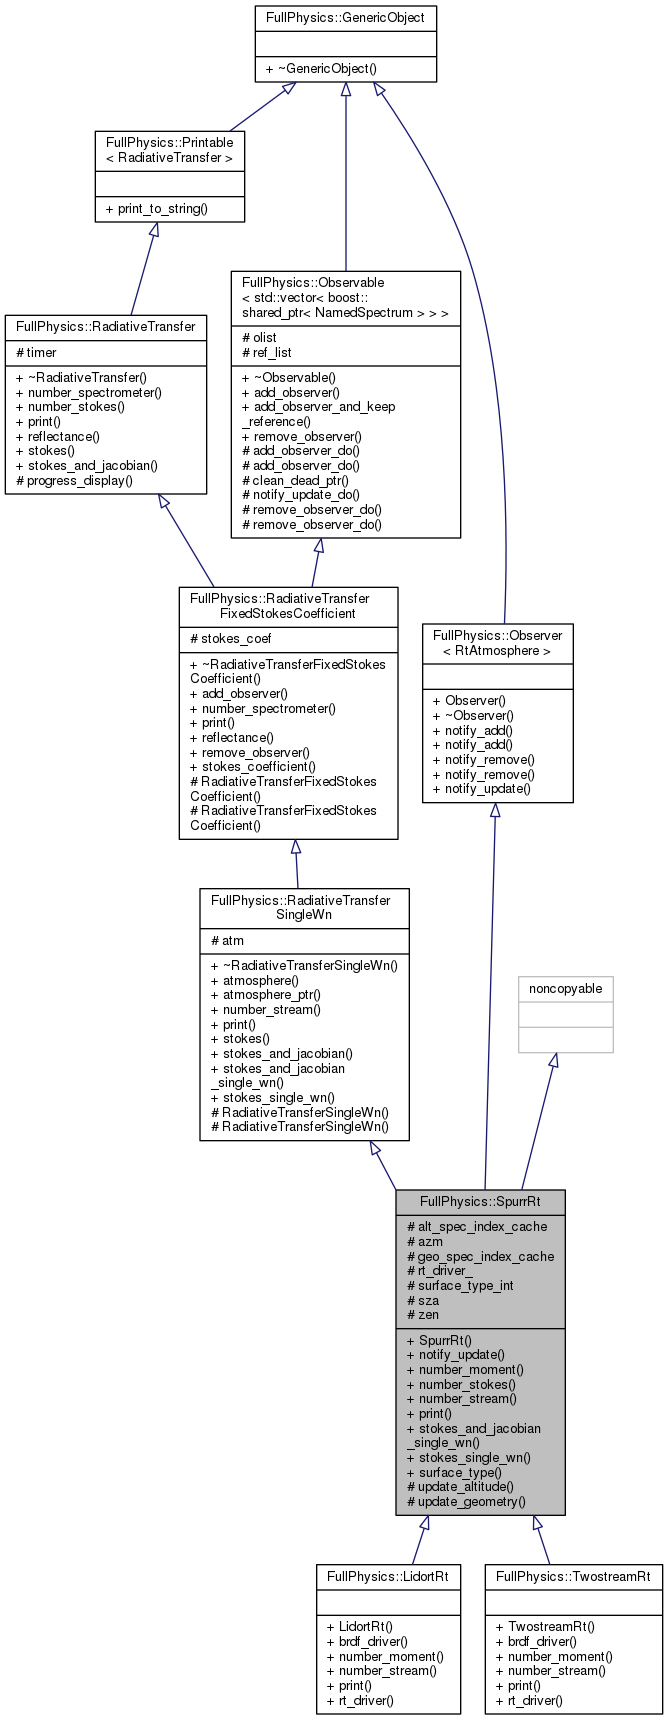 FullPhysics::GenericObject
+ ~GenericObject()
FullPhysics::Printable
< RadiativeTransfer >
+ print_to_string()
FullPhysics::Observable
< std::vector< boost::
shared_ptr< NamedSpectrum > > >
# olist
# ref_list
+ ~Observable()
+ add_observer()
+ add_observer_and_keep
_reference()
+ remove_observer()
# add_observer_do()
# add_observer_do()
# clean_dead_ptr()
# notify_update_do()
# remove_observer_do()
# remove_observer_do()
FullPhysics::RadiativeTransfer
# timer
+ ~RadiativeTransfer()
+ number_spectrometer()
+ number_stokes()
+ print()
+ reflectance()
+ stokes()
+ stokes_and_jacobian()
# progress_display()
FullPhysics::RadiativeTransfer
FixedStokesCoefficient
# stokes_coef
+ ~RadiativeTransferFixedStokes
Coefficient()
+ add_observer()
+ number_spectrometer()
+ print()
+ reflectance()
+ remove_observer()
+ stokes_coefficient()
# RadiativeTransferFixedStokes
Coefficient()
# RadiativeTransferFixedStokes
Coefficient()
FullPhysics::Observer
< RtAtmosphere >
+ Observer()
+ ~Observer()
+ notify_add()
+ notify_add()
+ notify_remove()
+ notify_remove()
+ notify_update()
FullPhysics::RadiativeTransfer
SingleWn
# atm
+ ~RadiativeTransferSingleWn()
+ atmosphere()
+ atmosphere_ptr()
+ number_stream()
+ print()
+ stokes()
+ stokes_and_jacobian()
+ stokes_and_jacobian
_single_wn()
+ stokes_single_wn()
# RadiativeTransferSingleWn()
# RadiativeTransferSingleWn()
noncopyable
FullPhysics::SpurrRt
# alt_spec_index_cache
# azm
# geo_spec_index_cache
# rt_driver_
# surface_type_int
# sza
# zen
+ SpurrRt()
+ notify_update()
+ number_moment()
+ number_stokes()
+ number_stream()
+ print()
+ stokes_and_jacobian
_single_wn()
+ stokes_single_wn()
+ surface_type()
# update_altitude()
# update_geometry()
FullPhysics::LidortRt
+ LidortRt()
+ brdf_driver()
+ number_moment()
+ number_stream()
+ print()
+ rt_driver()
FullPhysics::TwostreamRt
+ TwostreamRt()
+ brdf_driver()
+ number_moment()
+ number_stream()
+ print()
+ rt_driver()